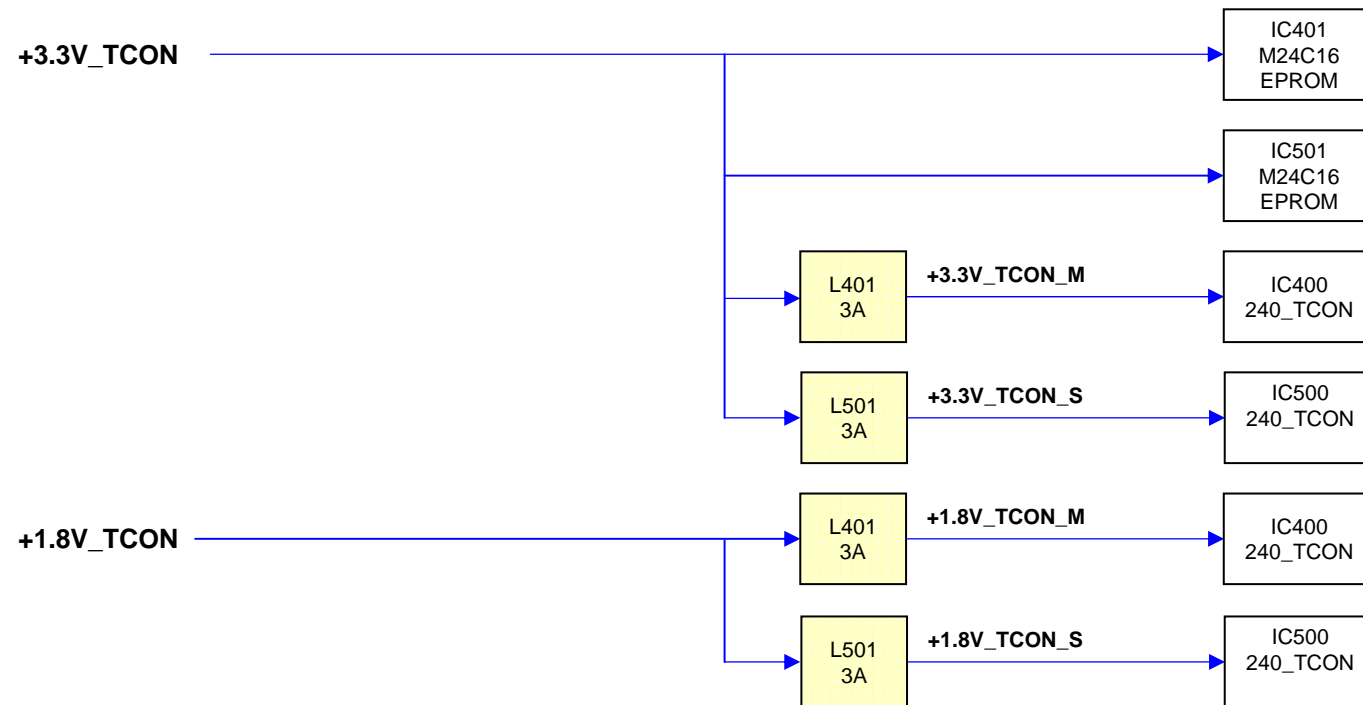 +3.3V_TCON
IC401
M24C16
EPROM
IC501
M24C16
EPROM
L401
3A
+3.3V_TCON_M
IC400
240_TCON
L501
3A
+3.3V_TCON_S
IC500
240_TCON
+1.8V_TCON
L401
3A
+1.8V_TCON_M
IC400
240_TCON
L501
3A
+1.8V_TCON_S
IC500
240_TCON